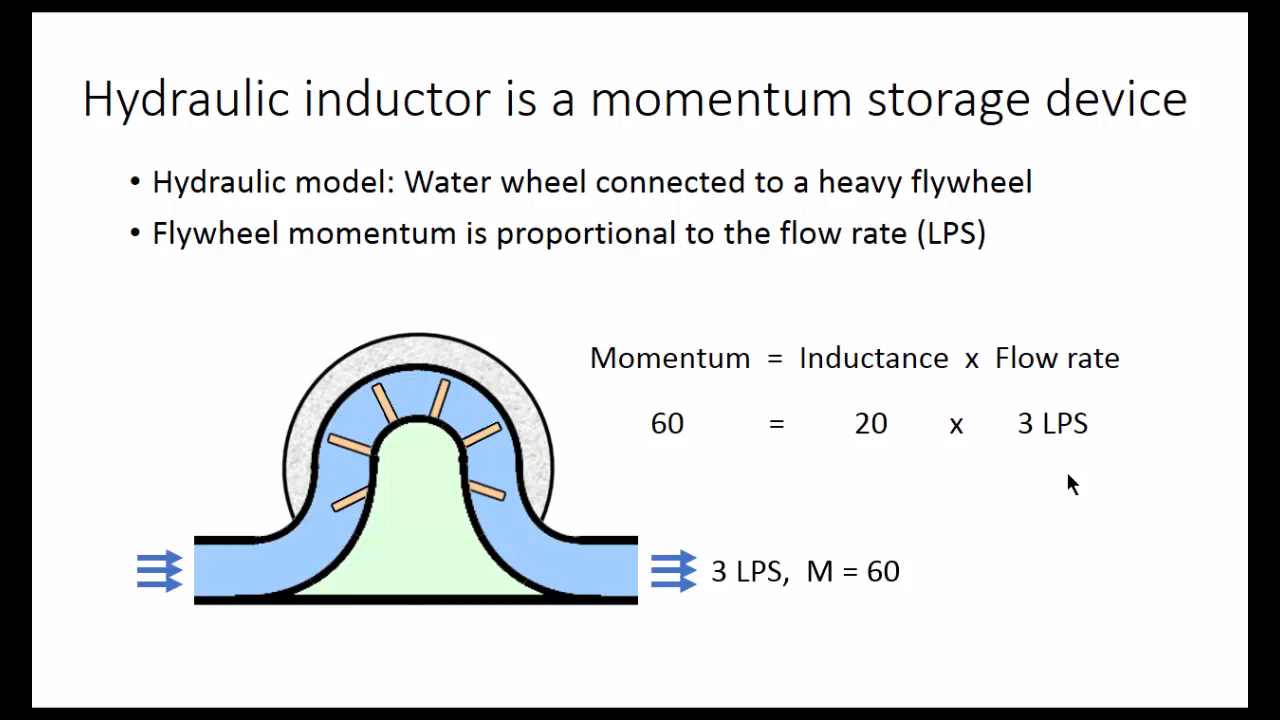 Hydraulic inductor is a momentum storage device
• Hydraulic model: Water wheel connected to a heavy flywheel
• Flywheel momentum is proportional to the flow rate (LPS)
Momentum = Inductance x Flow rate
60 = 20 x 3 LPS
3 LPS, M = 60